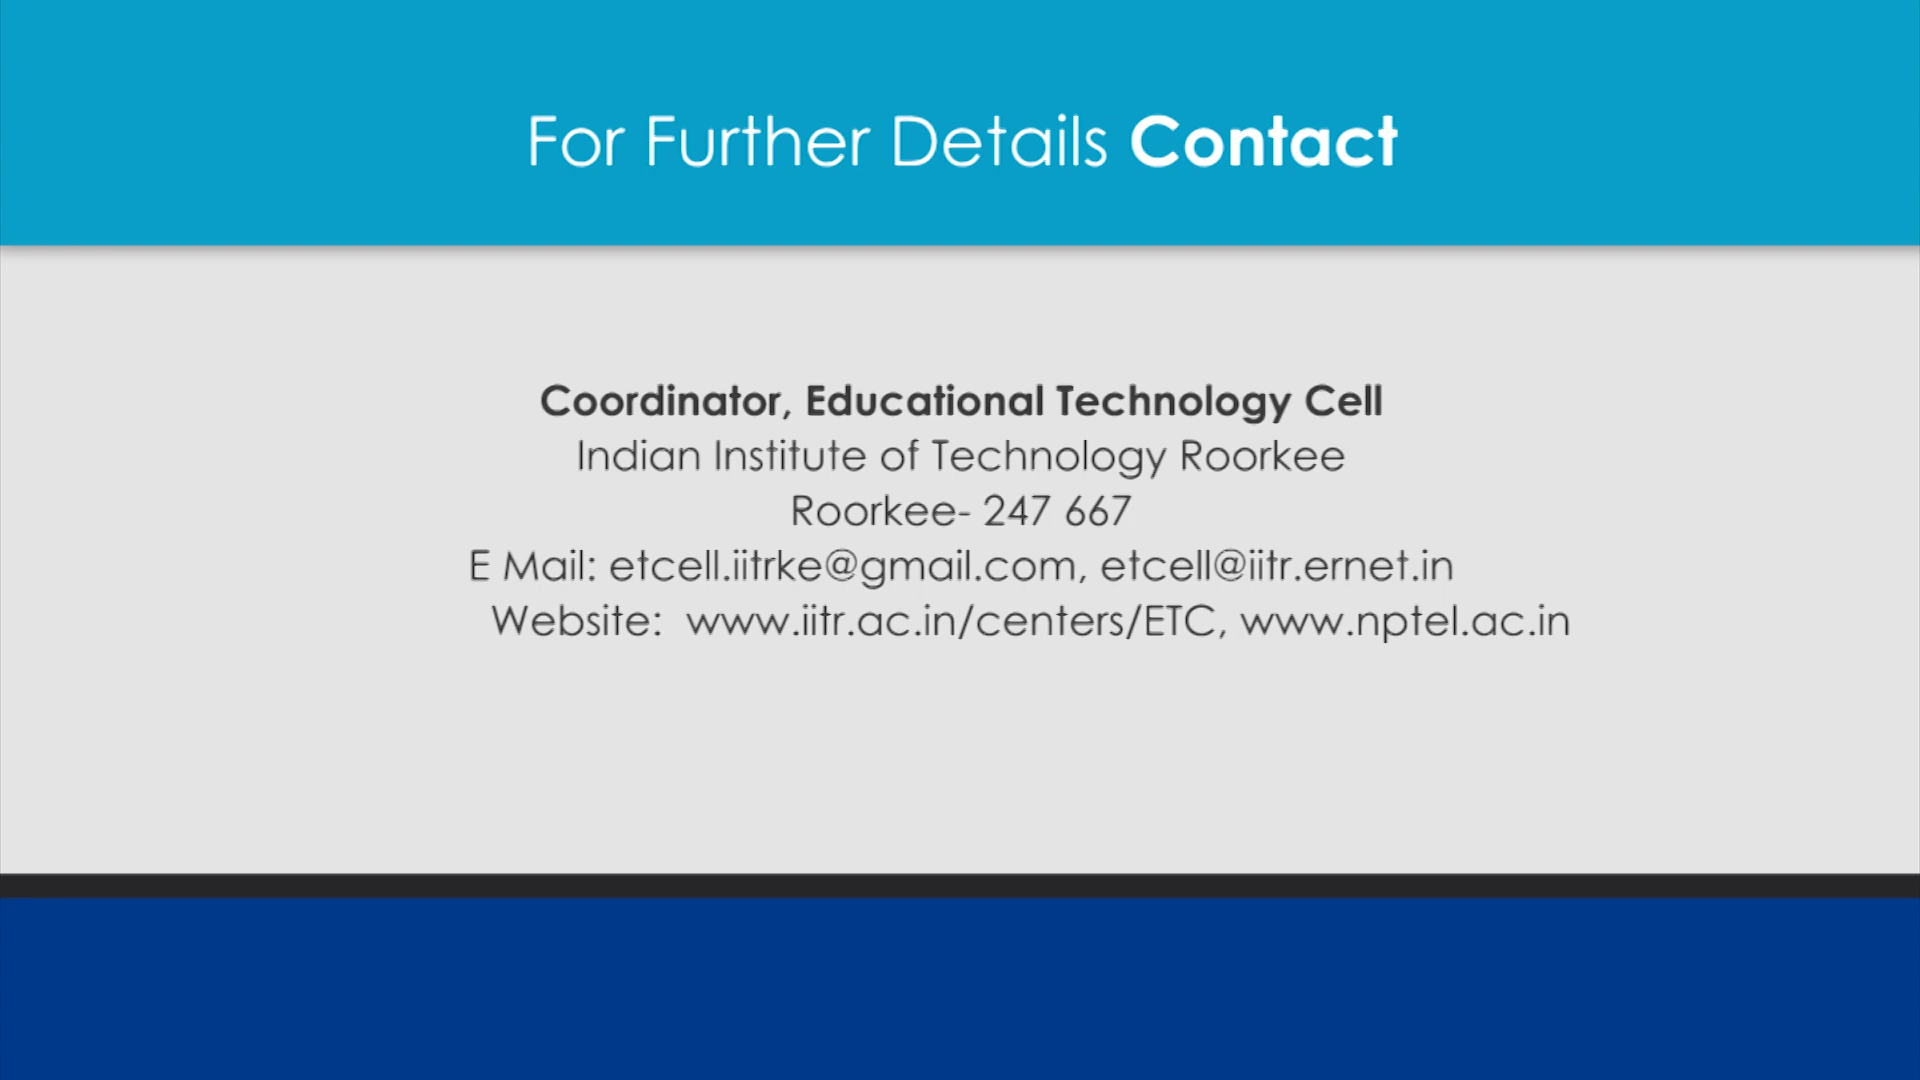 For Further Details Contact
Coordinator, Educational Technology Cell
Indian Institute of Technology Roorkee
Roorkee- 247 667
E Mail: etcell.iitrke@gmail.com, etcell@iitr.ernet.in
Website: www.iitr.ac.in/centers/ETC, www.nptel.ac.in